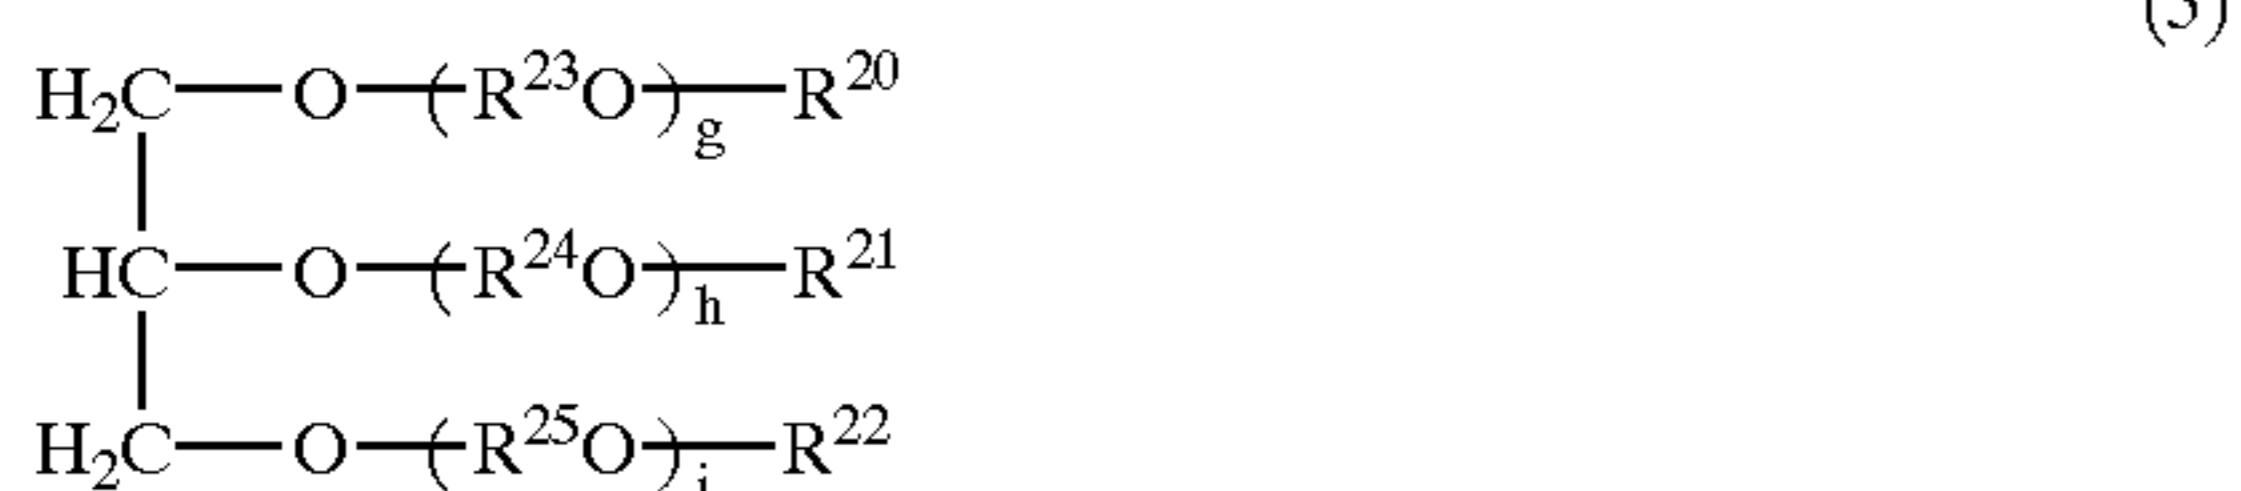 (3)
H₂C—O—(R²³O)g—R²⁰
HC—O—(R²⁴O)h—R²¹
H₂C—O—(R²⁵O)i—R²²